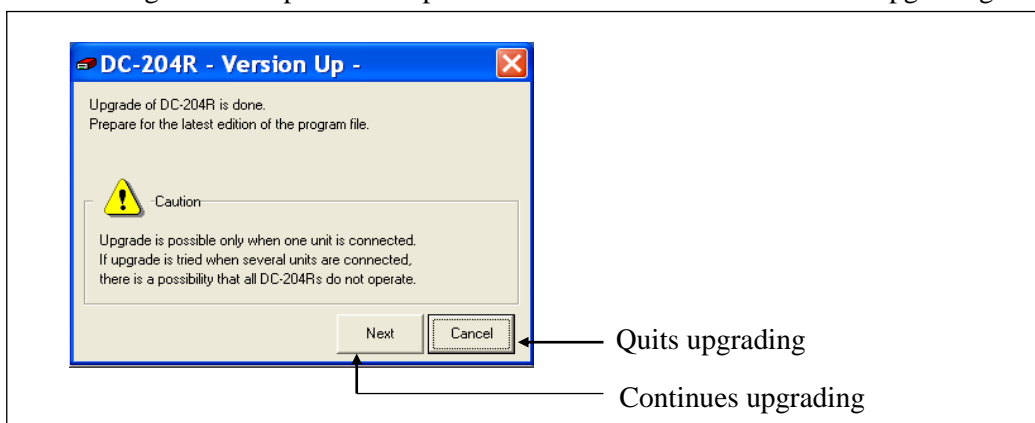 DC-204R - Version Up -
Upgrade of DC-204R is done.
Prepare for the latest edition of the program file.
Caution
Upgrade is possible only when one unit is connected.
If upgrade is tried when several units are connected,
there is a possibility that all DC-204Rs do not operate.
Next Cancel
Quits upgrading
Continues upgrading